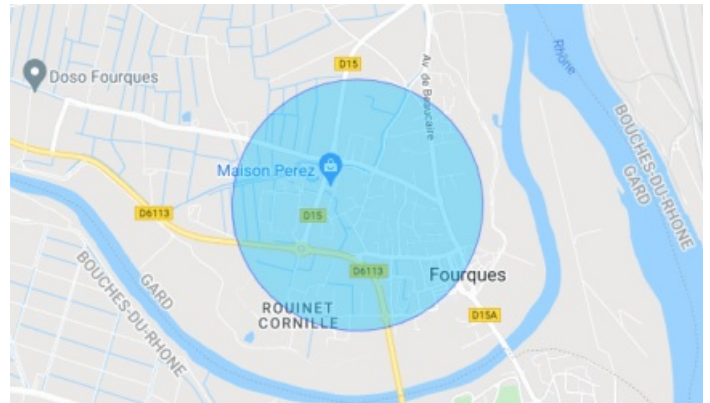 D15
Av. de Beaucaire
Rhône
Doso Fourques
BOUCHES-DU-RHONE
GARD
Maison Perez
D6113
D15
GARD
BOUCHES-DU-RHONE
D6113
Fourques
ROUINET
CORNILLE
D15A